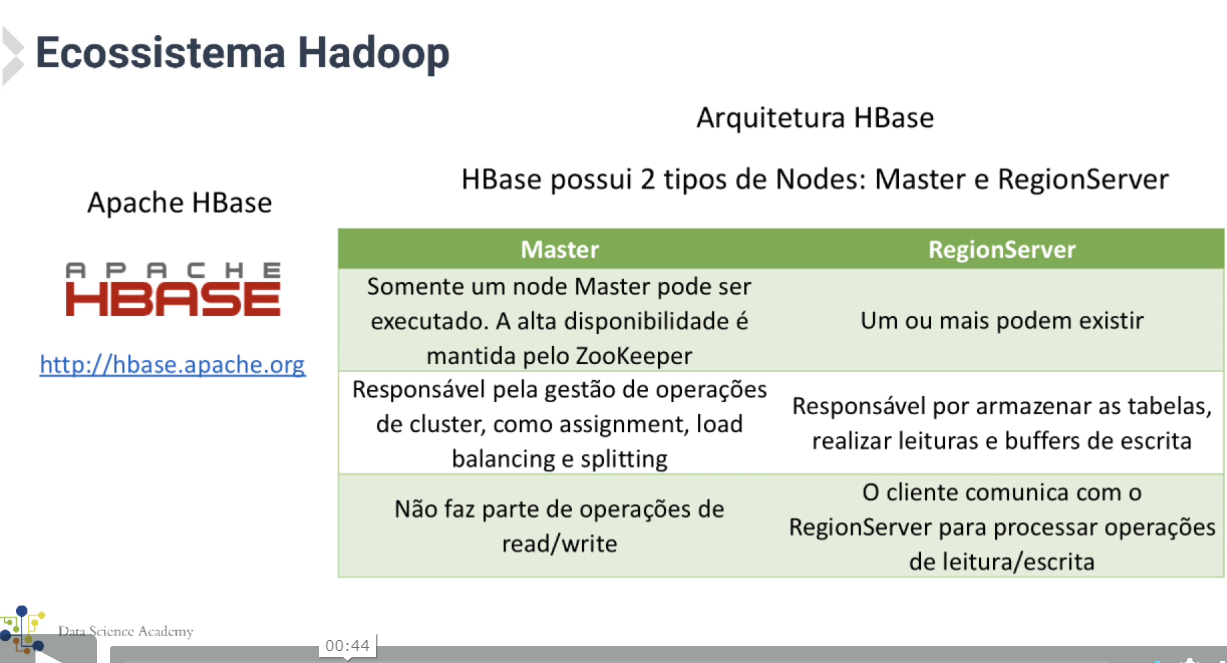 Ecossistema Hadoop
Arquitetura HBase
HBase possui 2 tipos de Nodes: Master e RegionServer
Apache HBase
APACHE
HBASE
http://hbase.apache.org
Master
RegionServer
Somente um node Master pode ser
executado. A alta disponibilidade é
mantida pelo ZooKeeper
Um ou mais podem existir
Responsável pela gestão de operações
de cluster, como assignment, load
balancing e splitting
Responsável por armazenar as tabelas,
realizar leituras e buffers de escrita
Não faz parte de operações de
read/write
O cliente comunica com o
RegionServer para processar operações
de leitura/escrita
Data Science Academy
00:44